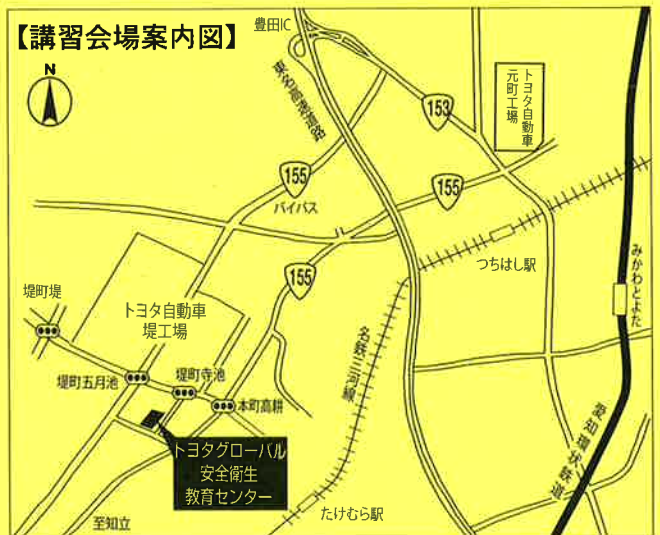 【講習会場案内図】
N
豊田IC
東名高速道路
153
トヨタ自動車
元町工場
155
バイパス
155
つちはし駅
みかわとよた
155
堤町堤
トヨタ自動車
堤工場
名鉄三河線
堤町五月池
堤町寺池
本町高耕
トヨタグローバル
安全衛生
教育センター
愛知環状鉄道
たけむら駅
至知立